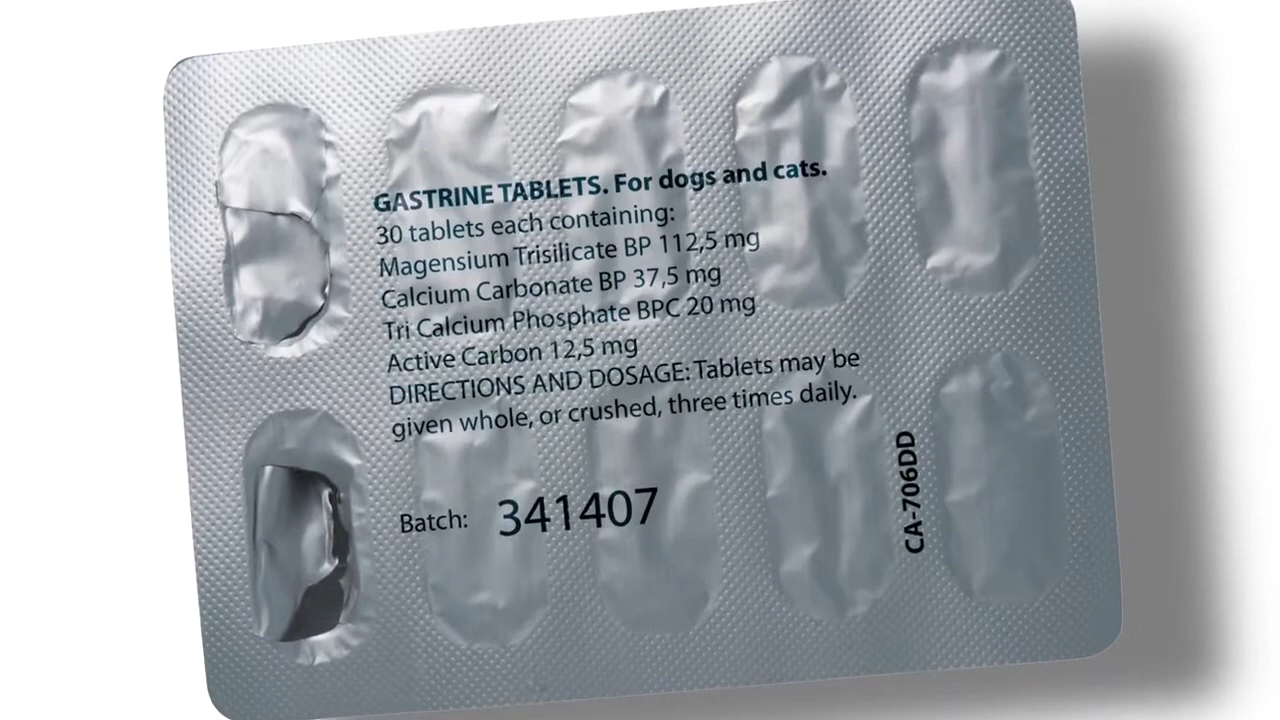 GASTRINE TABLETS. For dogs and cats.
30 tablets each containing:
Magensium Trisilicate BP 112,5 mg
Calcium Carbonate BP 37,5 mg
Tri Calcium Phosphate BPC 20 mg
Active Carbon 12,5 mg
DIRECTIONS AND DOSAGE: Tablets may be
given whole, or crushed, three times daily.
Batch: 341407
CA-706DD